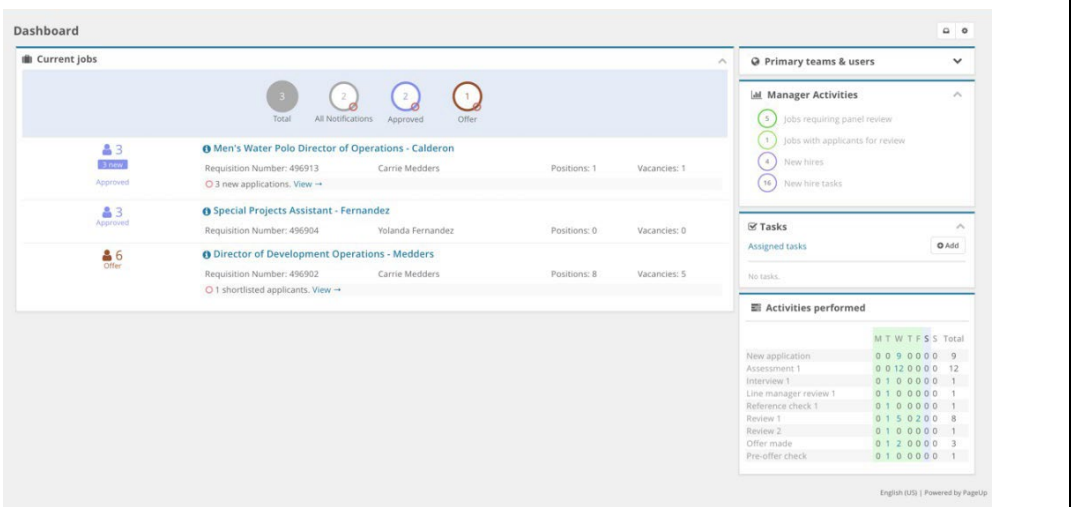 Dashboard
Current jobs
3
Total
2
All Notifications
2
Approved
1
Offer
3
3 new
Approved
Men's Water Polo Director of Operations - Calderon
Requisition Number: 496913 Carrie Medders Positions: 1 Vacancies: 1
3 new applications. View →
3
Approved
Special Projects Assistant - Fernandez
Requisition Number: 496904 Yolanda Fernandez Positions: 0 Vacancies: 0
6
Offer
Director of Development Operations - Medders
Requisition Number: 496902 Carrie Medders Positions: 8 Vacancies: 5
1 shortlisted applicants. View →
Primary teams & users
Manager Activities
5 Jobs requiring panel review
1 Jobs with applicants for review
4 New hires
16 New hire tasks
Tasks
Assigned tasks Add
No tasks.
Activities performed
M T W T F S S Total
New application 0 0 9 0 0 0 0 9
Assessment 1 0 0 12 0 0 0 0 12
Interview 1 0 1 0 0 0 0 0 1
Line manager review 1 0 1 0 0 0 0 0 1
Reference check 1 0 1 0 0 0 0 0 1
Review 1 0 1 5 0 2 0 0 8
Review 2 0 1 0 0 0 0 0 1
Offer made 0 1 2 0 0 0 0 3
Pre-offer check 0 1 0 0 0 0 0 1
English (US) | Powered by PageUp